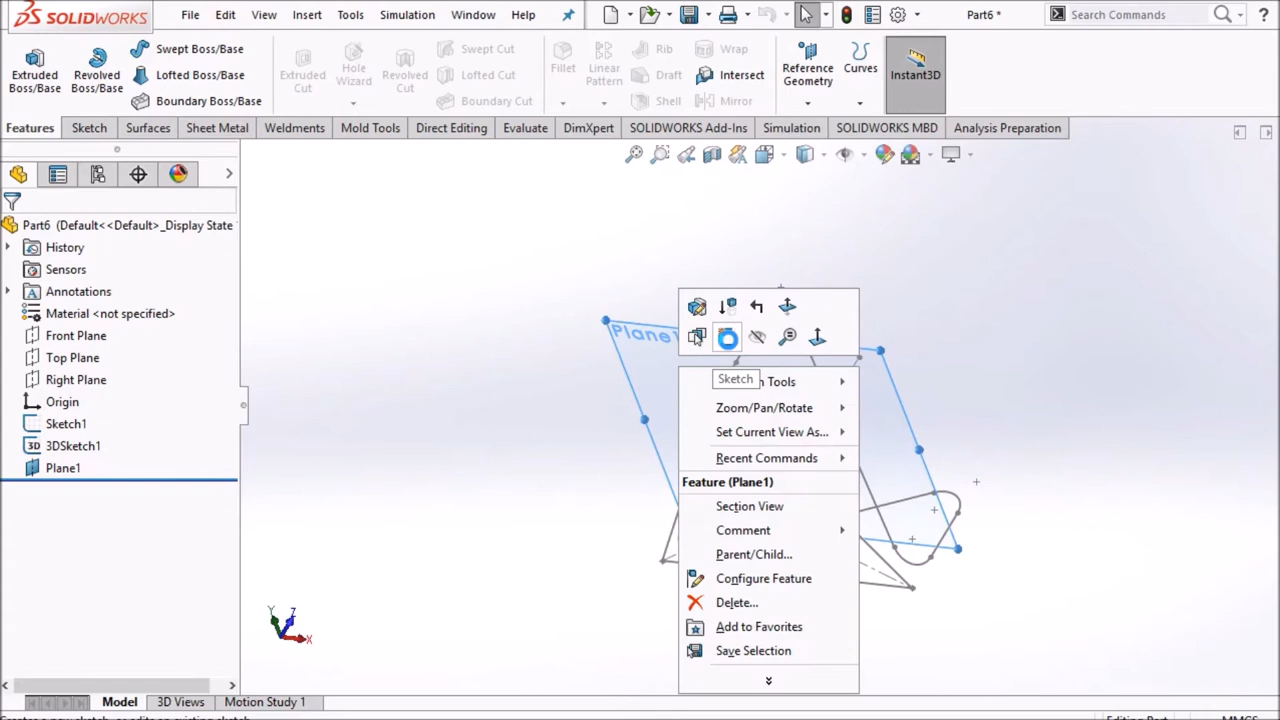 SOLIDWORKS
File Edit View Insert Tools Simulation Window Help
Part6 *
Search Commands
?
Extruded Boss/Base
Revolved Boss/Base
Swept Boss/Base
Lofted Boss/Base
Boundary Boss/Base
Extruded Cut
Hole Wizard
Revolved Cut
Swept Cut
Lofted Cut
Boundary Cut
Fillet
Linear Pattern
Rib
Draft
Shell
Wrap
Intersect
Mirror
Reference Geometry
Curves
Instant3D
Features Sketch Surfaces Sheet Metal Weldments Mold Tools Direct Editing Evaluate DimXpert SOLIDWORKS Add-Ins Simulation SOLIDWORKS MBD Analysis Preparation
Part6 (Default<<Default>_Display State
History
Sensors
Annotations
Material <not specified>
Front Plane
Top Plane
Right Plane
Origin
Sketch1
3D 3DSketch1
Plane1
Plane1
Sketch
Tools
Zoom/Pan/Rotate
Set Current View As...
Recent Commands
Feature (Plane1)
Section View
Comment
Parent/Child...
Configure Feature
Delete...
Add to Favorites
Save Selection
Y
Z
X
Model 3D Views Motion Study 1
Editing Part
MMGS